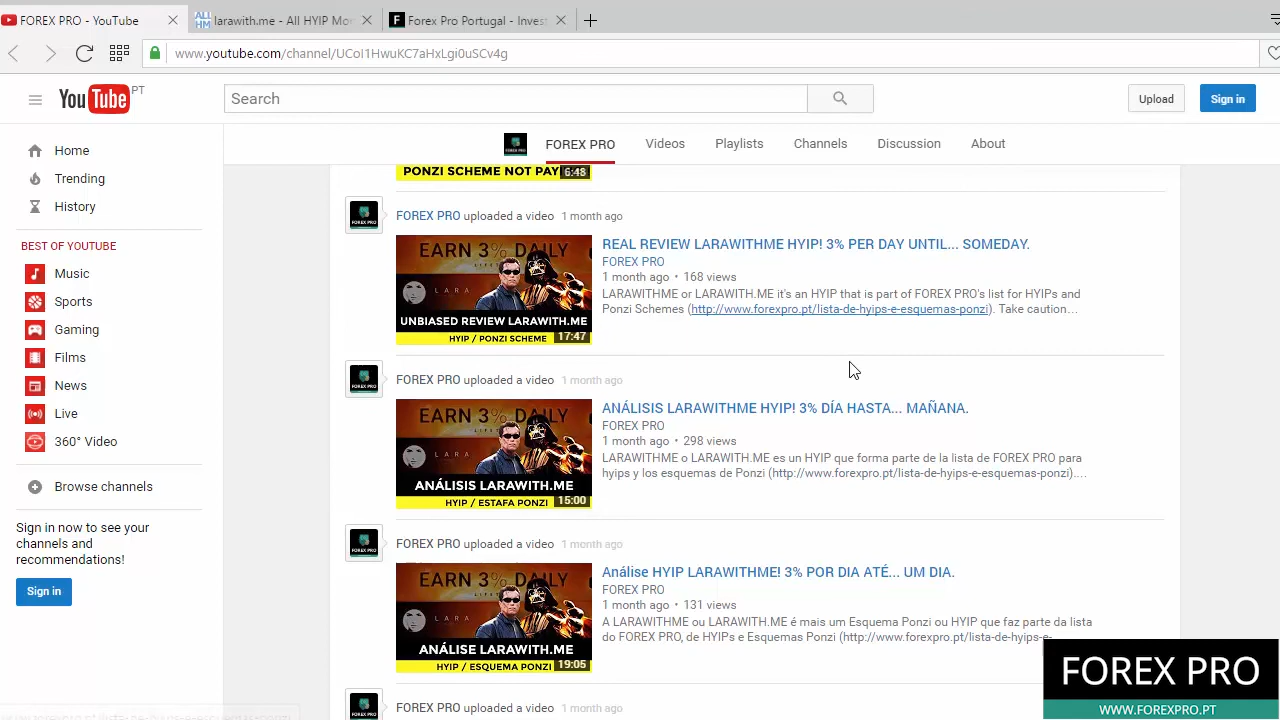 FOREX PRO - YouTube
larawith.me - All HYIP Mo
Forex Pro Portugal - Invest
www.youtube.com/channel/UCoI1HwuKC7aHxLgi0uSCv4g
YouTube PT
Search
Upload
Sign in
FOREX PRO
Videos
Playlists
Channels
Discussion
About
Home
Trending
History
BEST OF YOUTUBE
Music
Sports
Gaming
Films
News
Live
360° Video
Browse channels
Sign in now to see your
channels and
recommendations!
Sign in
PONZI SCHEME NOT PAY
6:48
FOREX PRO uploaded a video 1 month ago
EARN 3% DAILY
LARA
UNBIASED REVIEW LARAWITH.ME
HYIP / PONZI SCHEME
17:47
REAL REVIEW LARAWITHME HYIP! 3% PER DAY UNTIL... SOMEDAY.
FOREX PRO
1 month ago • 168 views
LARAWITHME or LARAWITH.ME it's an HYIP that is part of FOREX PRO's list for HYIPs and
Ponzi Schemes (http://www.forexpro.pt/lista-de-hyips-e-esquemas-ponzi). Take caution...
FOREX PRO uploaded a video 1 month ago
EARN 3% DAILY
LARA
ANÁLISIS LARAWITH.ME
HYIP / ESTAFA PONZI
15:00
ANÁLISIS LARAWITHME HYIP! 3% DÍA HASTA... MAÑANA.
FOREX PRO
1 month ago • 298 views
LARAWITHME o LARAWITH.ME es un HYIP que forma parte de la lista de FOREX PRO para
hyips y los esquemas de Ponzi (http://www.forexpro.pt/lista-de-hyips-e-esquemas-ponzi)....
FOREX PRO uploaded a video 1 month ago
EARN 3% DAILY
LARA
ANÁLISE LARAWITH.ME
HYIP / ESQUEMA PONZI
19:05
Análise HYIP LARAWITHME! 3% POR DIA ATÉ... UM DIA.
FOREX PRO
1 month ago • 131 views
A LARAWITHME ou LARAWITH.ME é mais um Esquema Ponzi ou HYIP que faz parte da lista
do FOREX PRO, de HYIPs e Esquemas Ponzi (http://www.forexpro.pt/lista-de-hyips-e-
FOREX PRO uploaded a video 1 month ago
FOREX PRO
WWW.FOREXPRO.PT